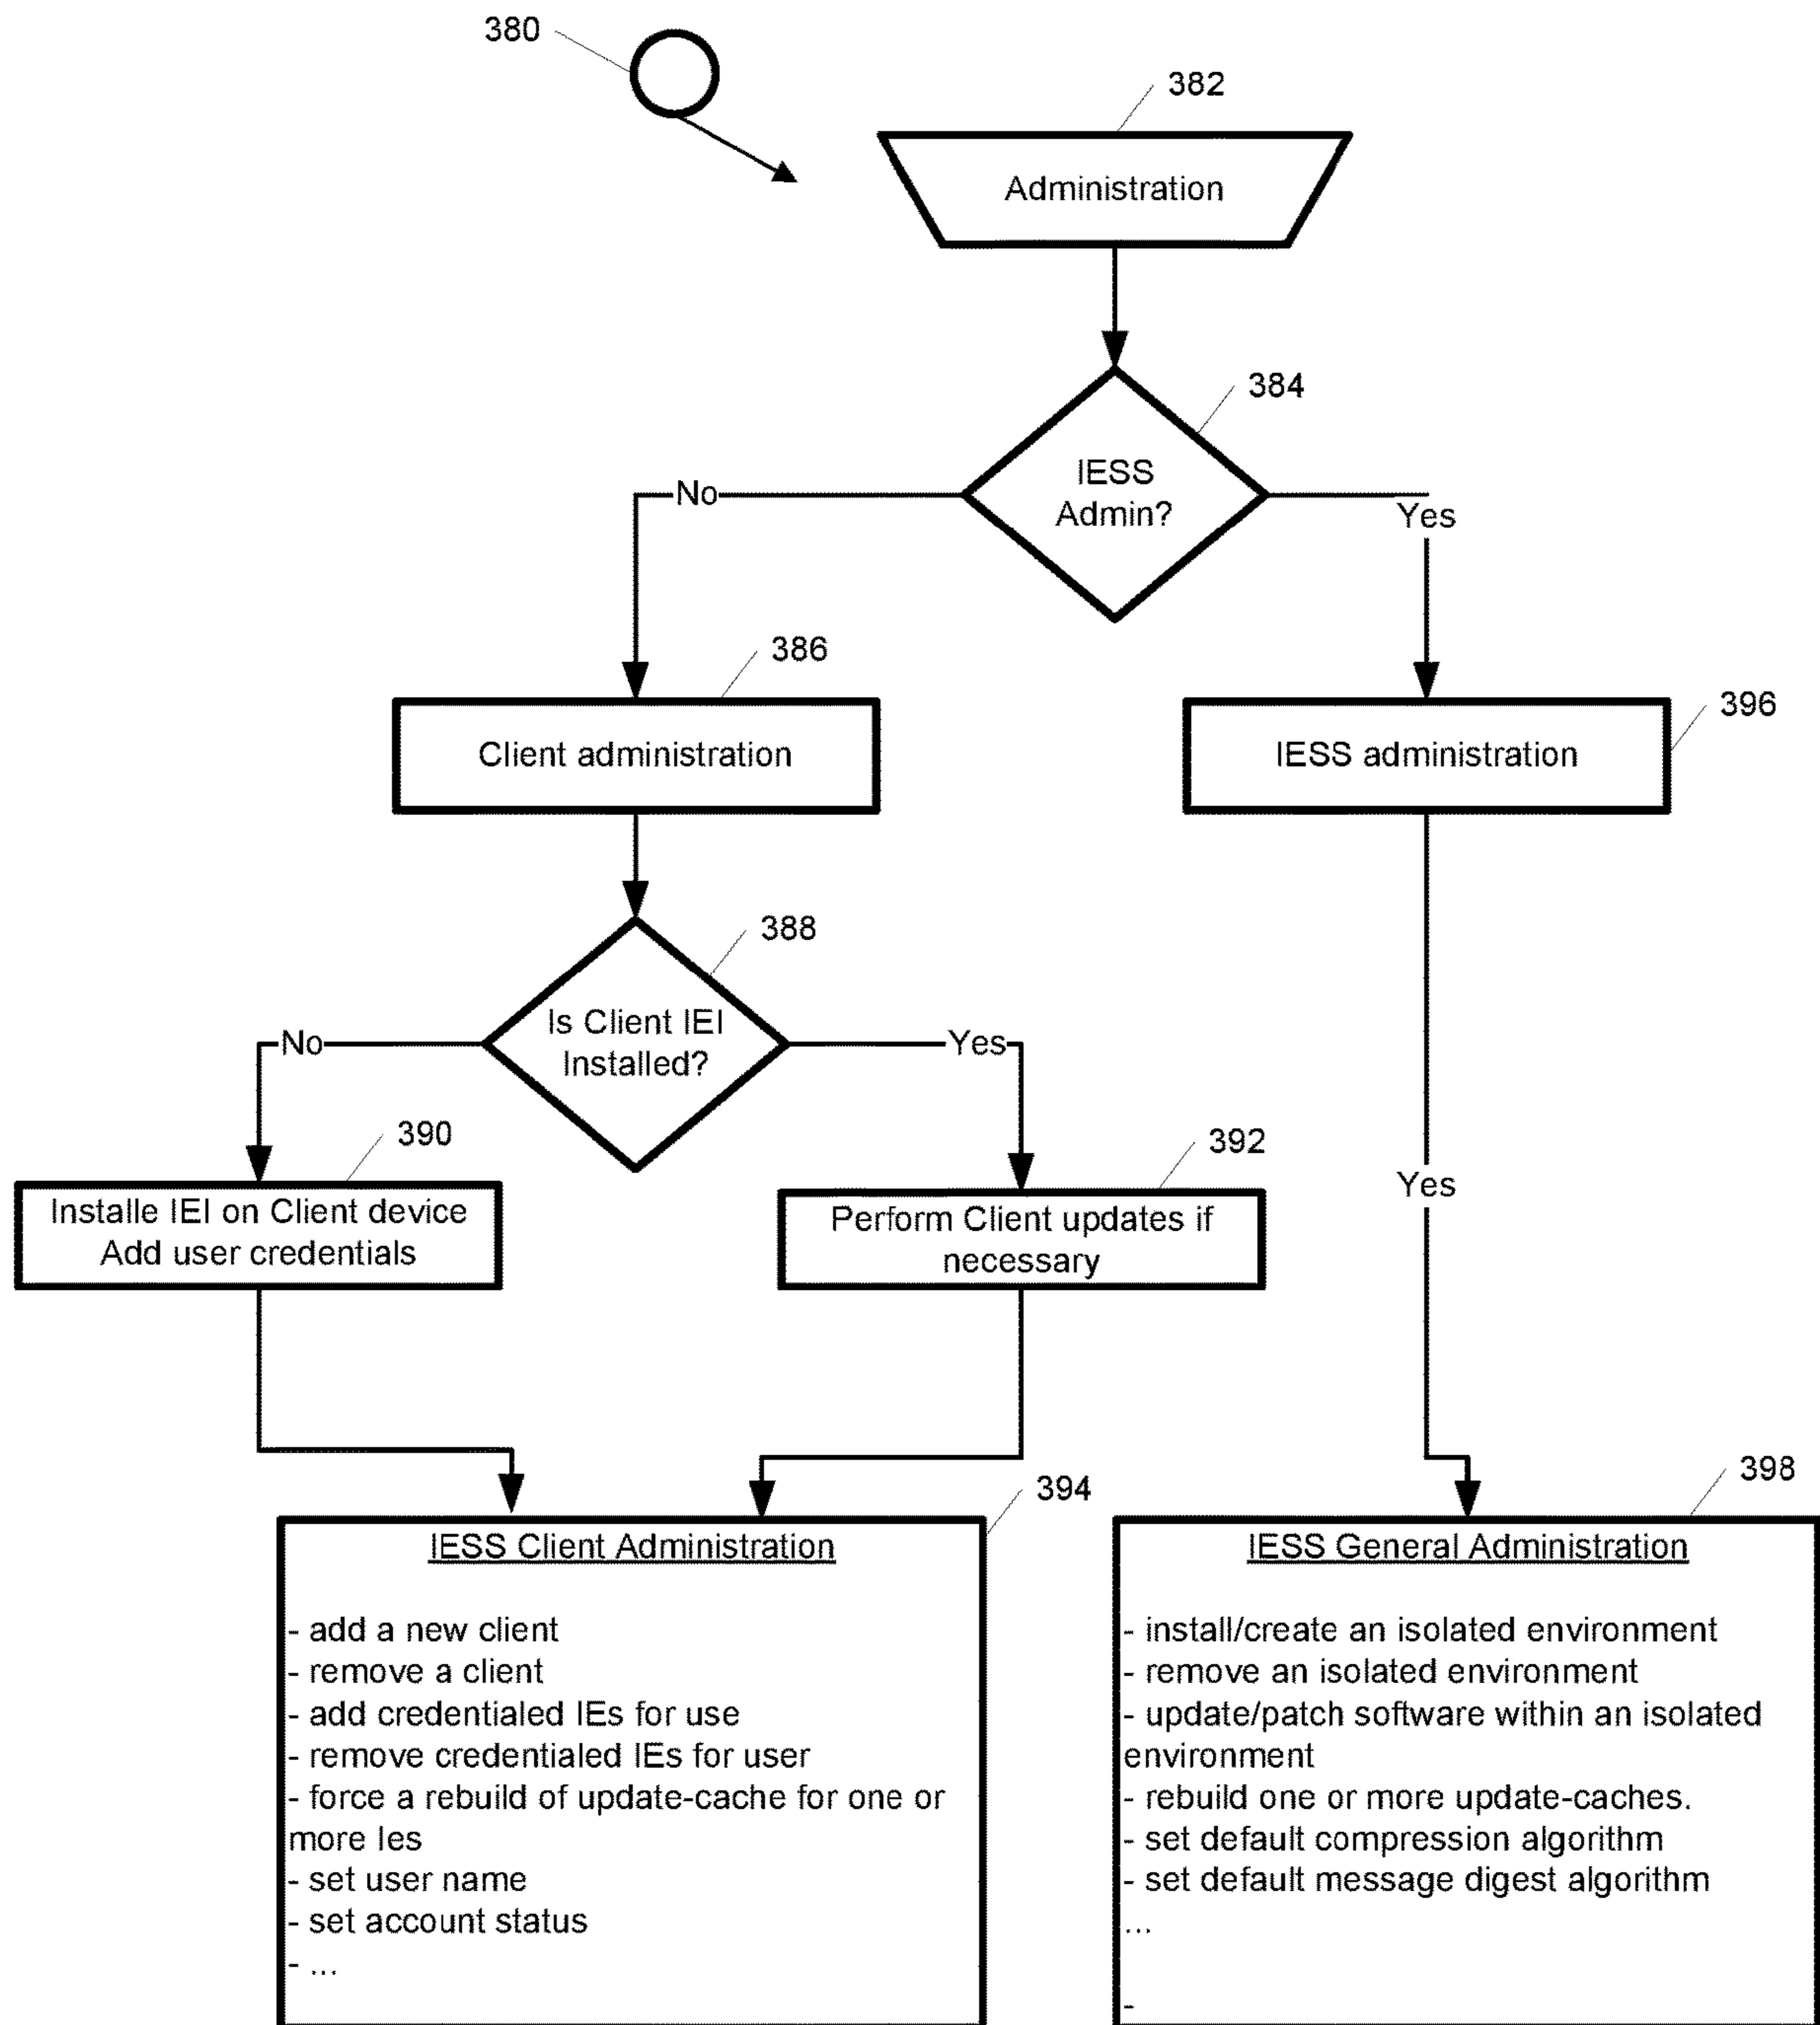 380
382
Administration
384
IESS
Admin?
No
Yes
386
396
Client administration
IESS administration
388
Is Client IEI
Installed?
No
Yes
390
392
Installe IEI on Client device
Add user credentials
Perform Client updates if
necessary
Yes
394
398
IESS Client Administration
- add a new client
- remove a client
- add credentialed IEs for use
- remove credentialed IEs for user
- force a rebuild of update-cache for one or
more Ies
- set user name
- set account status
- ...
IESS General Administration
- install/create an isolated environment
- remove an isolated environment
- update/patch software within an isolated
environment
- rebuild one or more update-caches.
- set default compression algorithm
- set default message digest algorithm
...
-